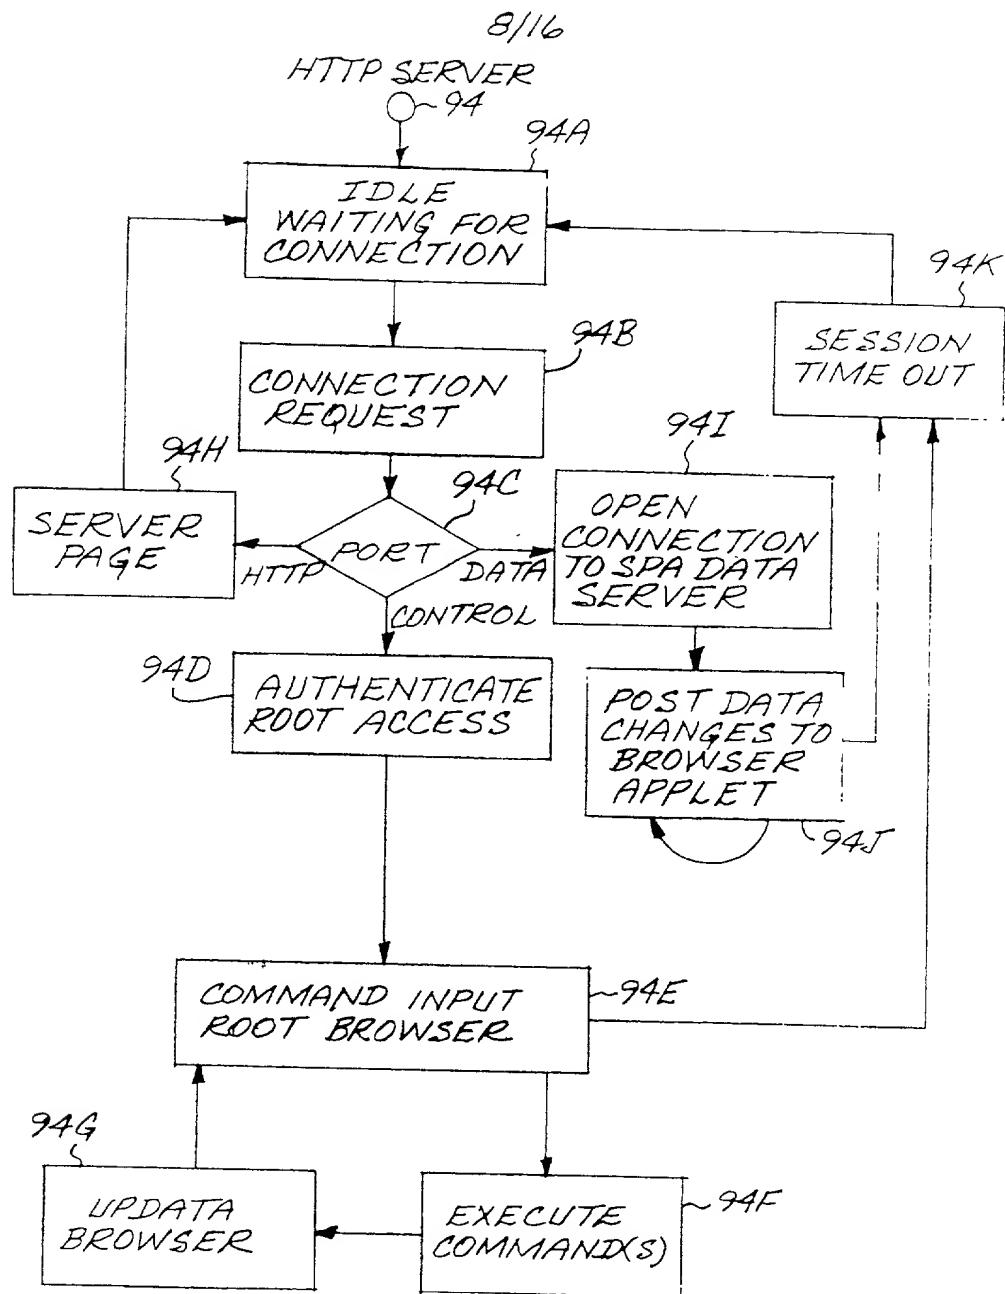 8/16
HTTP SERVER
94
94A
IDLE
WAITING FOR
CONNECTION
94K
SESSION
TIME OUT
94B
CONNECTION
REQUEST
94H
SERVER
PAGE
94C
PORT
HTTP
DATA
CONTROL
94I
OPEN
CONNECTION
TO SPA DATA
SERVER
94D
AUTHENTICATE
ROOT ACCESS
POST DATA
CHANGES TO
BROWSER
APPLET
94J
COMMAND INPUT
ROOT BROWSER
94E
94G
UPDATA
BROWSER
EXECUTE
COMMAND(S)
94F